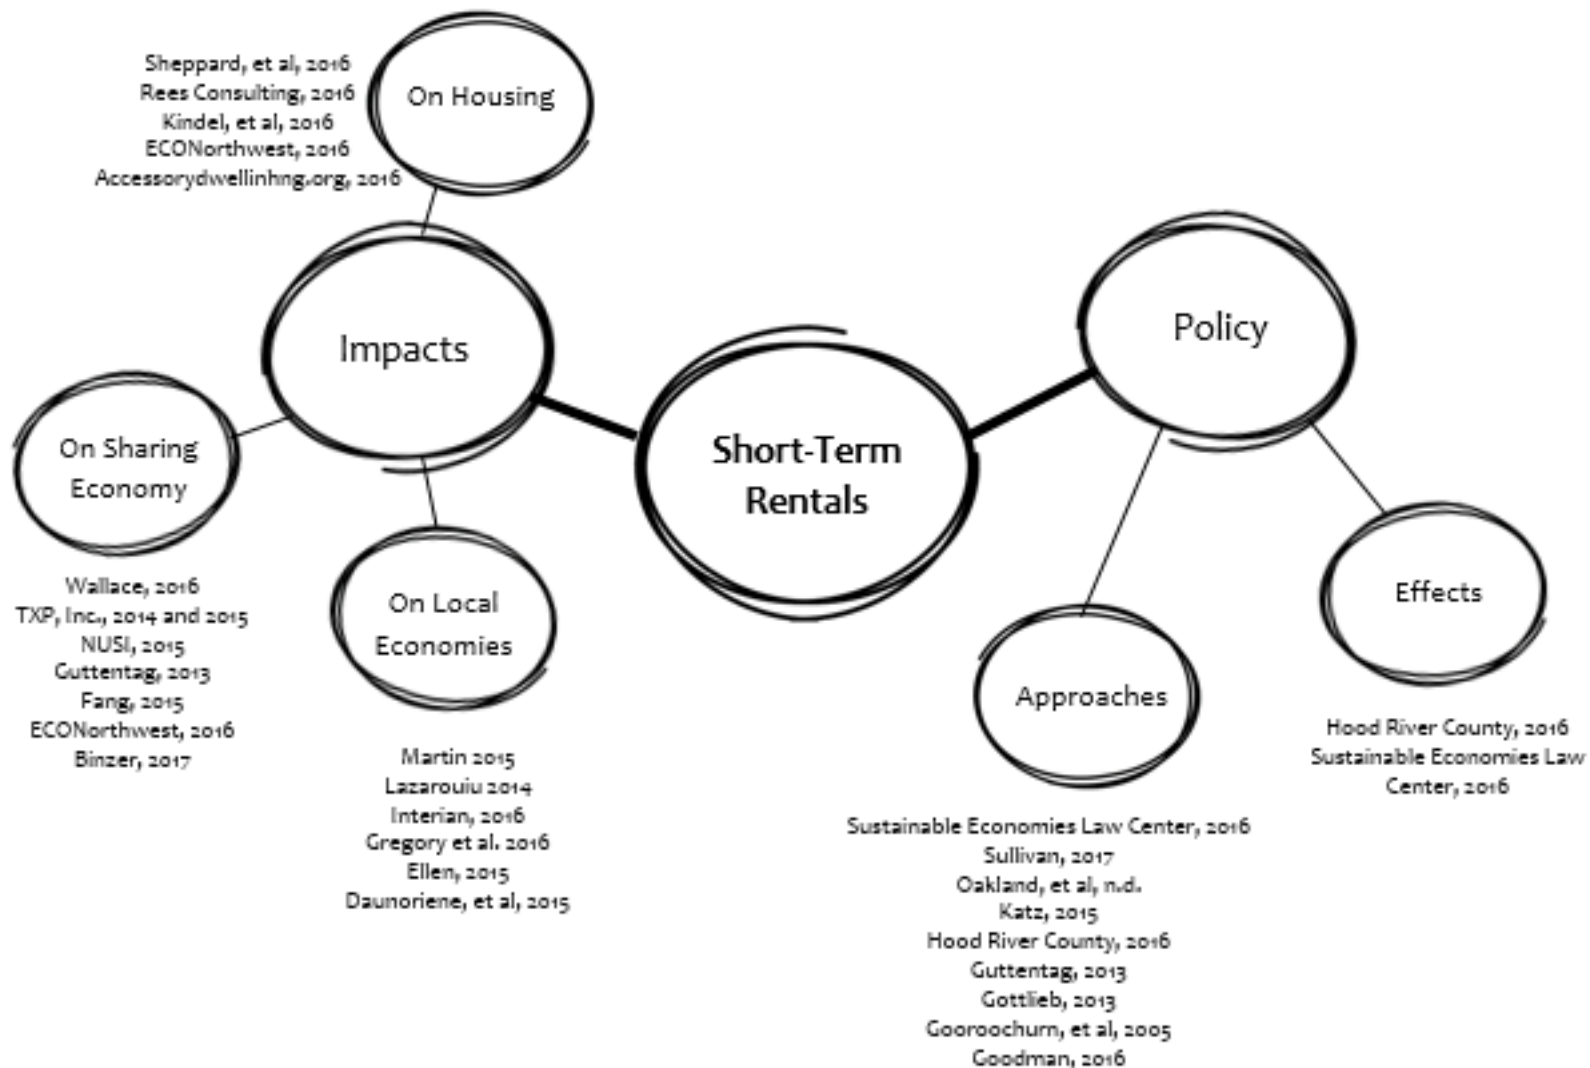 Sheppard, et al, 2016
Rees Consulting, 2016
Kindel, et al, 2016
ECONorthwest, 2016
Accessorydwellinhng.org, 2016
On Housing
Impacts
On Sharing
Economy
Wallace, 2016
TXP, Inc., 2014 and 2015
NUSI, 2015
Guttentag, 2013
Fang, 2015
ECONorthwest, 2016
Binzer, 2017
On Local
Economies
Martin 2015
Lazarouiu 2014
Interian, 2016
Gregory et al. 2016
Ellen, 2015
Daunoriene, et al, 2015
Short-Term
Rentals
Policy
Approaches
Sustainable Economies Law Center, 2016
Sullivan, 2017
Oakland, et al, n.d.
Katz, 2015
Hood River County, 2016
Guttentag, 2013
Gottlieb, 2013
Gooroochurn, et al, 2005
Goodman, 2016
Effects
Hood River County, 2016
Sustainable Economies Law
Center, 2016